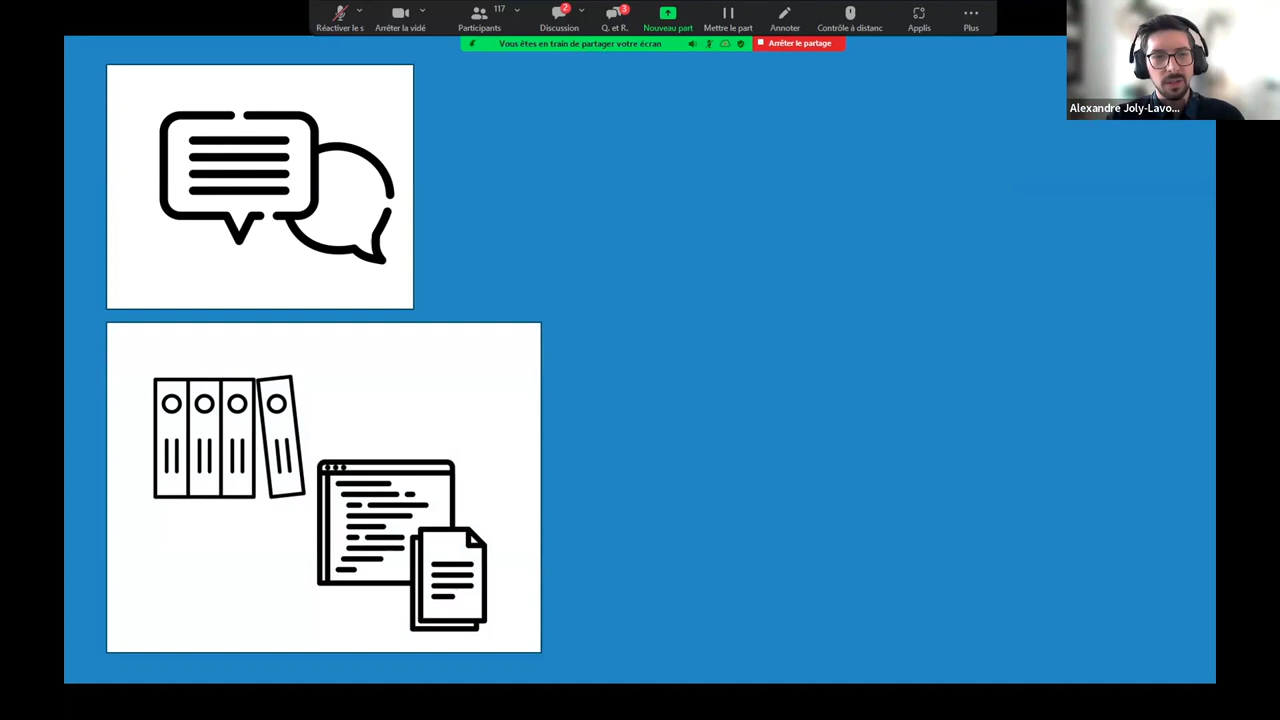 117 2 3
Réactiver le s Arrêter la vidé Participants Discussion Q. et R. Nouveau part Mettre le part Annoter Contrôle à distanc Applis Plus
Vous êtes en train de partager votre écran Arrêter le partage
Alexandre Joly-Lavo...